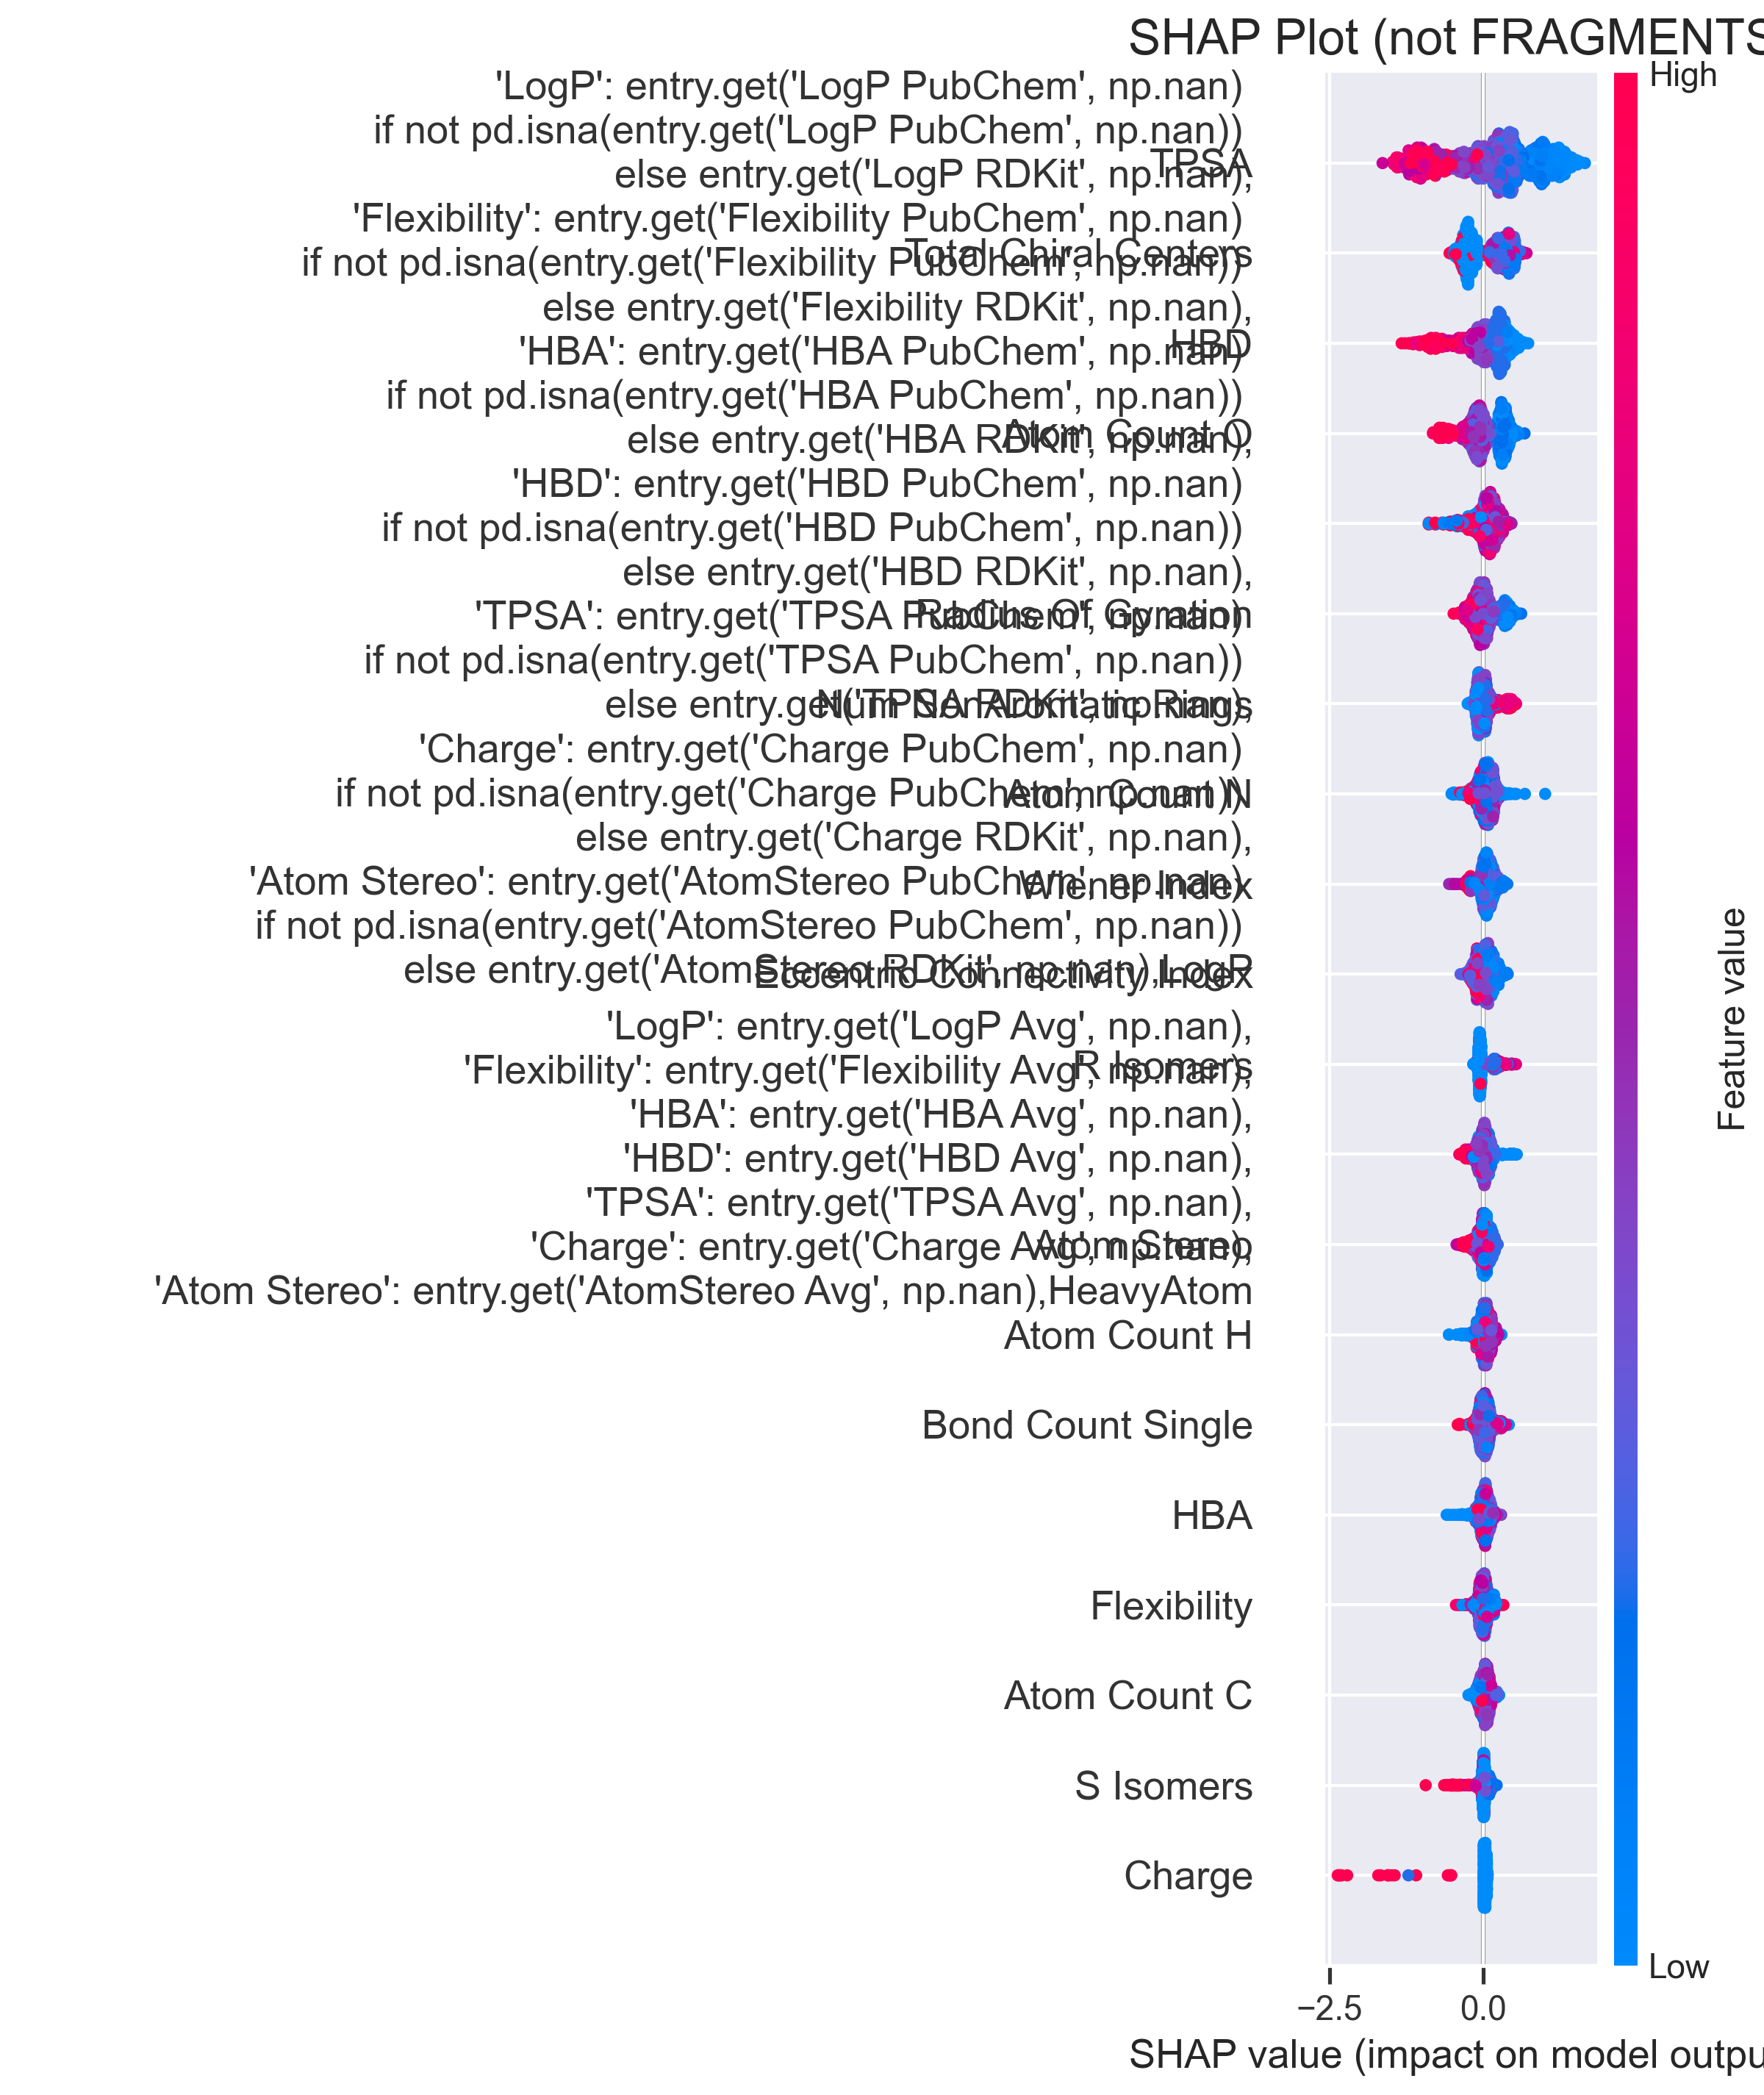 SHAP Plot (not FRAGMENTS
High
'LogP': entry.get('LogP PubChem', np.nan)
if not pd.isna(entry.get('LogP PubChem', np.nan))
TPSA
else entry.get('LogP RDKit', np.nan),
'Flexibility': entry.get('Flexibility PubChem', np.nan)
Total Chiral Centers
if not pd.isna(entry.get('Flexibility PubChem', np.nan))
else entry.get('Flexibility RDKit', np.nan),
HBD
'HBA': entry.get('HBA PubChem', np.nan)
if not pd.isna(entry.get('HBA PubChem', np.nan))
Atom Count O
else entry.get('HBA RDKit', np.nan),
'HBD': entry.get('HBD PubChem', np.nan)
if not pd.isna(entry.get('HBD PubChem', np.nan))
else entry.get('HBD RDKit', np.nan),
Radius Of Gyration
'TPSA': entry.get('TPSA PubChem', np.nan)
if not pd.isna(entry.get('TPSA PubChem', np.nan))
else entry.get('TPSA RDKit', np.nan),
Num NonAromatic Rings
'Charge': entry.get('Charge PubChem', np.nan)
if not pd.isna(entry.get('Charge PubChem', np.nan))
Atom Count N
else entry.get('Charge RDKit', np.nan),
'Atom Stereo': entry.get('AtomStereo PubChem', np.nan)
Wiener Index
if not pd.isna(entry.get('AtomStereo PubChem', np.nan))
else entry.get('AtomStereo RDKit', np.nan),LogP
Eccentric Connectivity Index
'LogP': entry.get('LogP Avg', np.nan),
R Isomers
'Flexibility': entry.get('Flexibility Avg', np.nan),
'HBA': entry.get('HBA Avg', np.nan),
'HBD': entry.get('HBD Avg', np.nan),
'TPSA': entry.get('TPSA Avg', np.nan),
Atom Stereo
'Charge': entry.get('Charge Avg', np.nan),
'Atom Stereo': entry.get('AtomStereo Avg', np.nan),HeavyAtom
Atom Count H
Bond Count Single
HBA
Flexibility
Atom Count C
S Isomers
Charge
Feature value
Low
−2.5
0.0
SHAP value (impact on model outpu